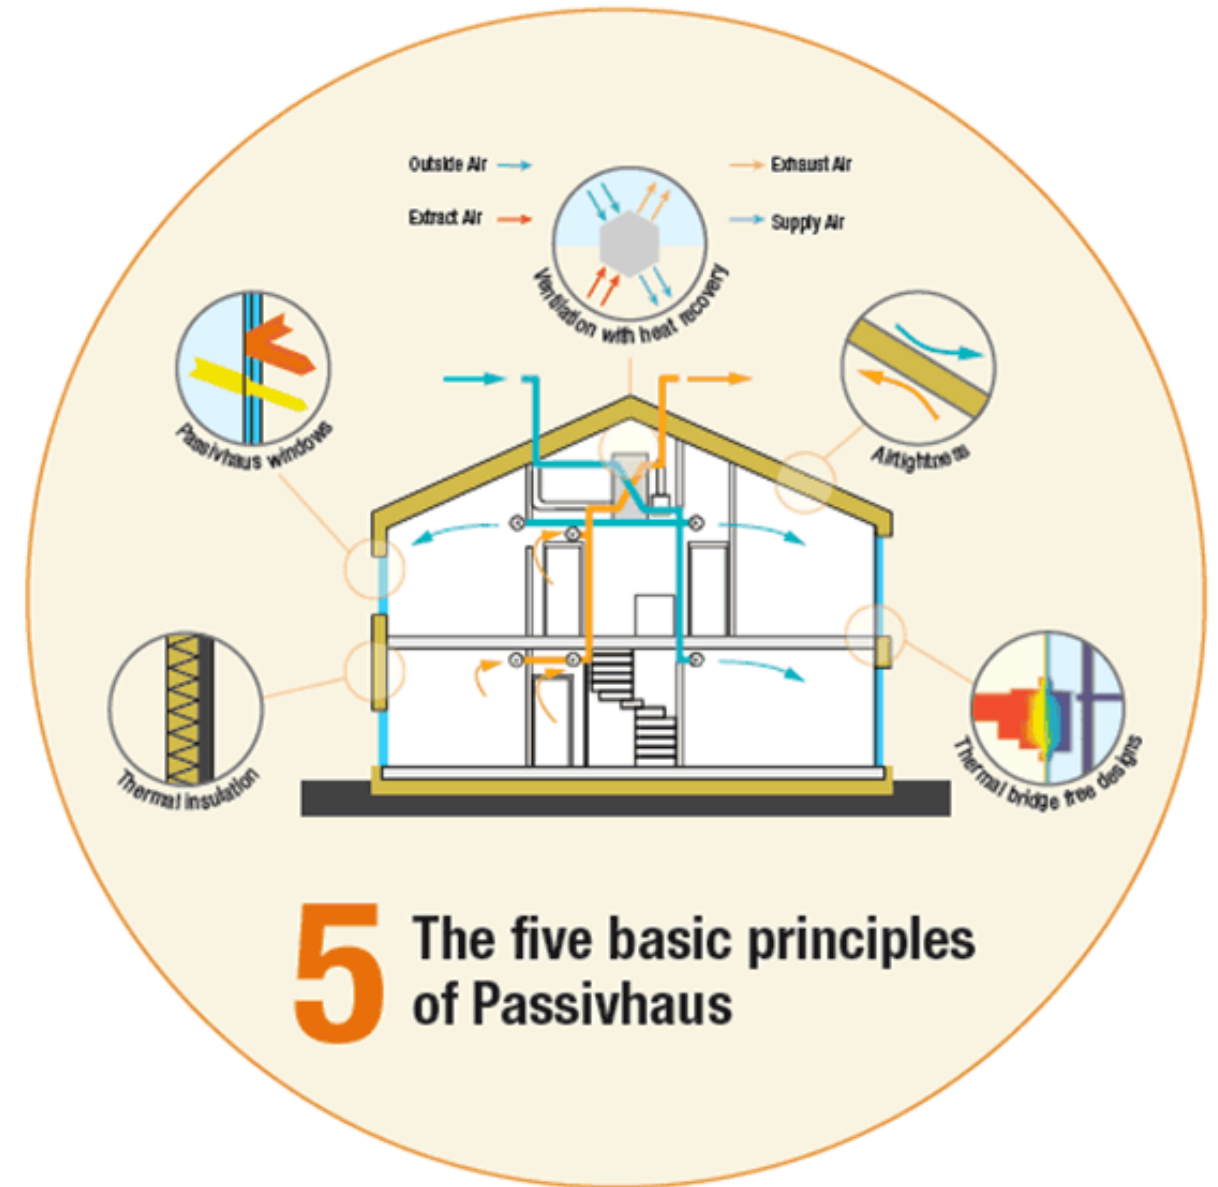 Outside Air
Exhaust Air
Extract Air
Supply Air
Ventilation with heat recovery
Passivhaus windows
Airtightness
Thermal insulation
Thermal bridge free designs
5
The five basic principles
of Passivhaus